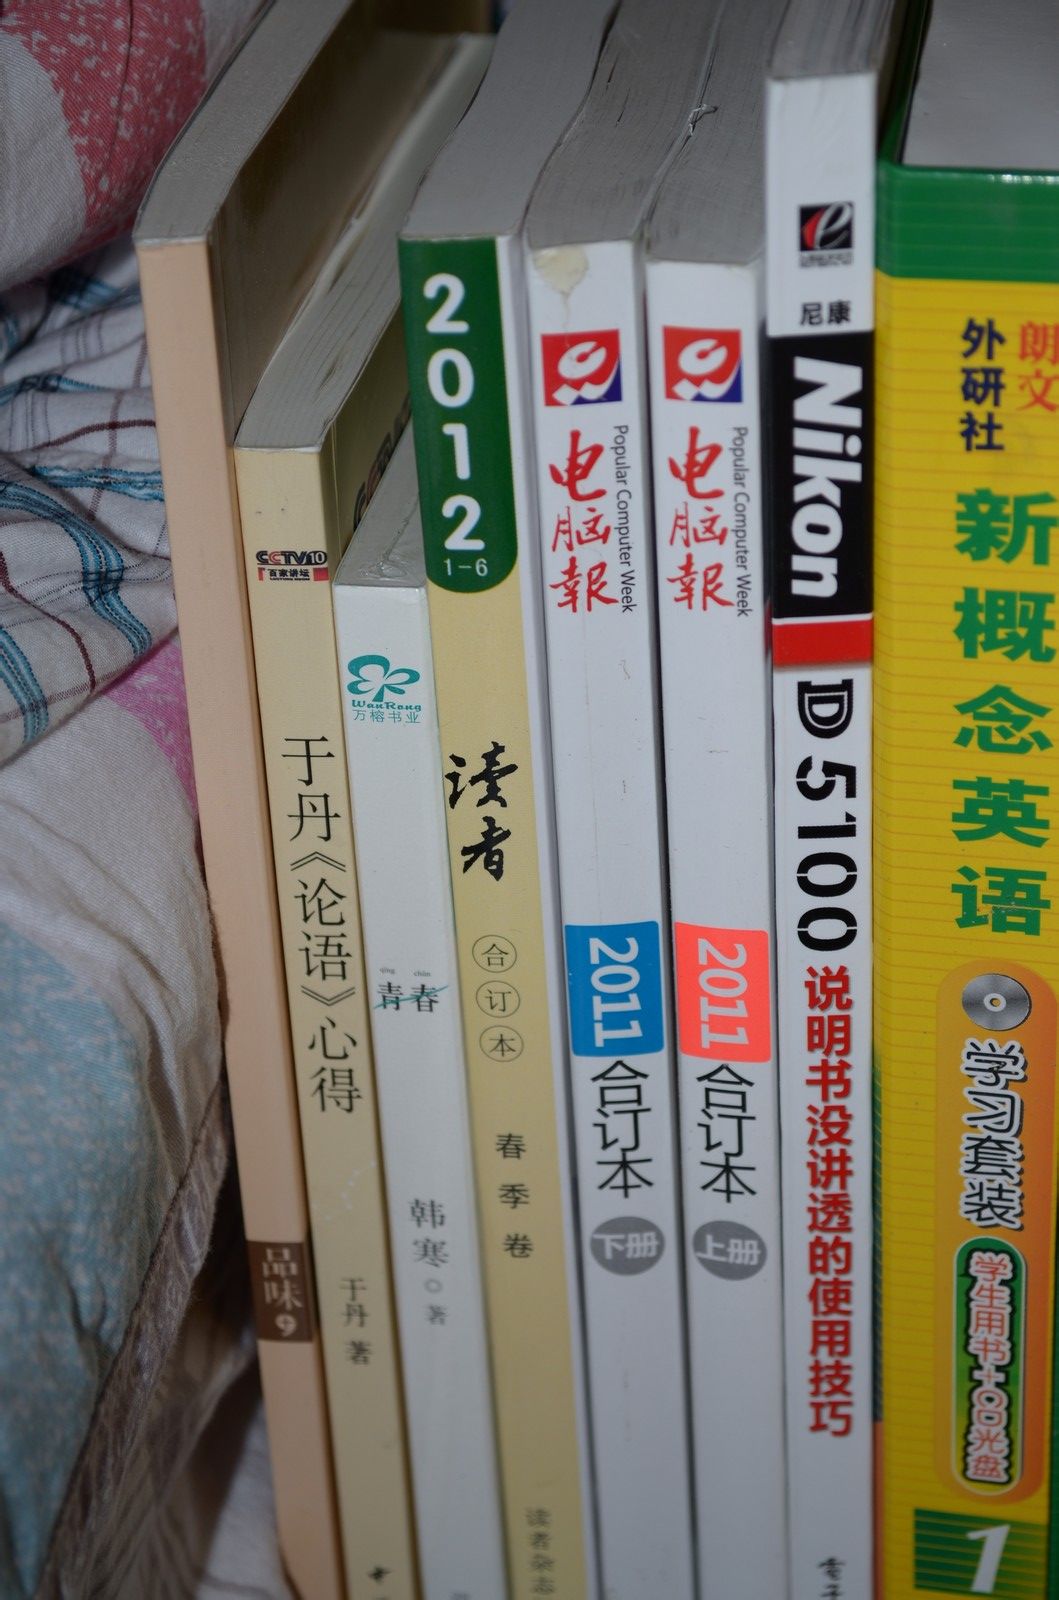 品味
9
CCTV10
百家讲坛
于丹《论语》心得
于丹 著
WanRong
万榕书业
qīng chūn
青春
韩寒 著
2012
1-6
读者
合订本
春季卷
读者杂志
电脑報
Popular Computer Week
2011
合订本
下册
电脑報
Popular Computer Week
2011
合订本
上册
尼康
Nikon
D5100
说明书没讲透的使用技巧
电子
外研社
朗文
新概念英语
学习套装
学生用书+CD光盘
1